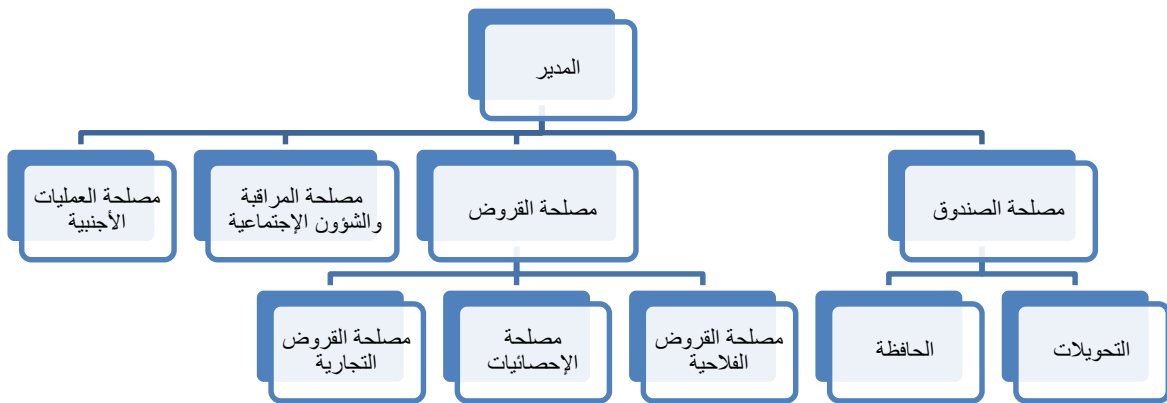 المدير
مصلحة الصندوق
مصلحة القروض
مصلحة المراقبة
والشؤون الإجتماعية
مصلحة العمليات
الأجنبية
التحويلات
الحافظة
مصلحة القروض
الفلاحية
مصلحة
الإحصائيات
مصلحة القروض
التجارية